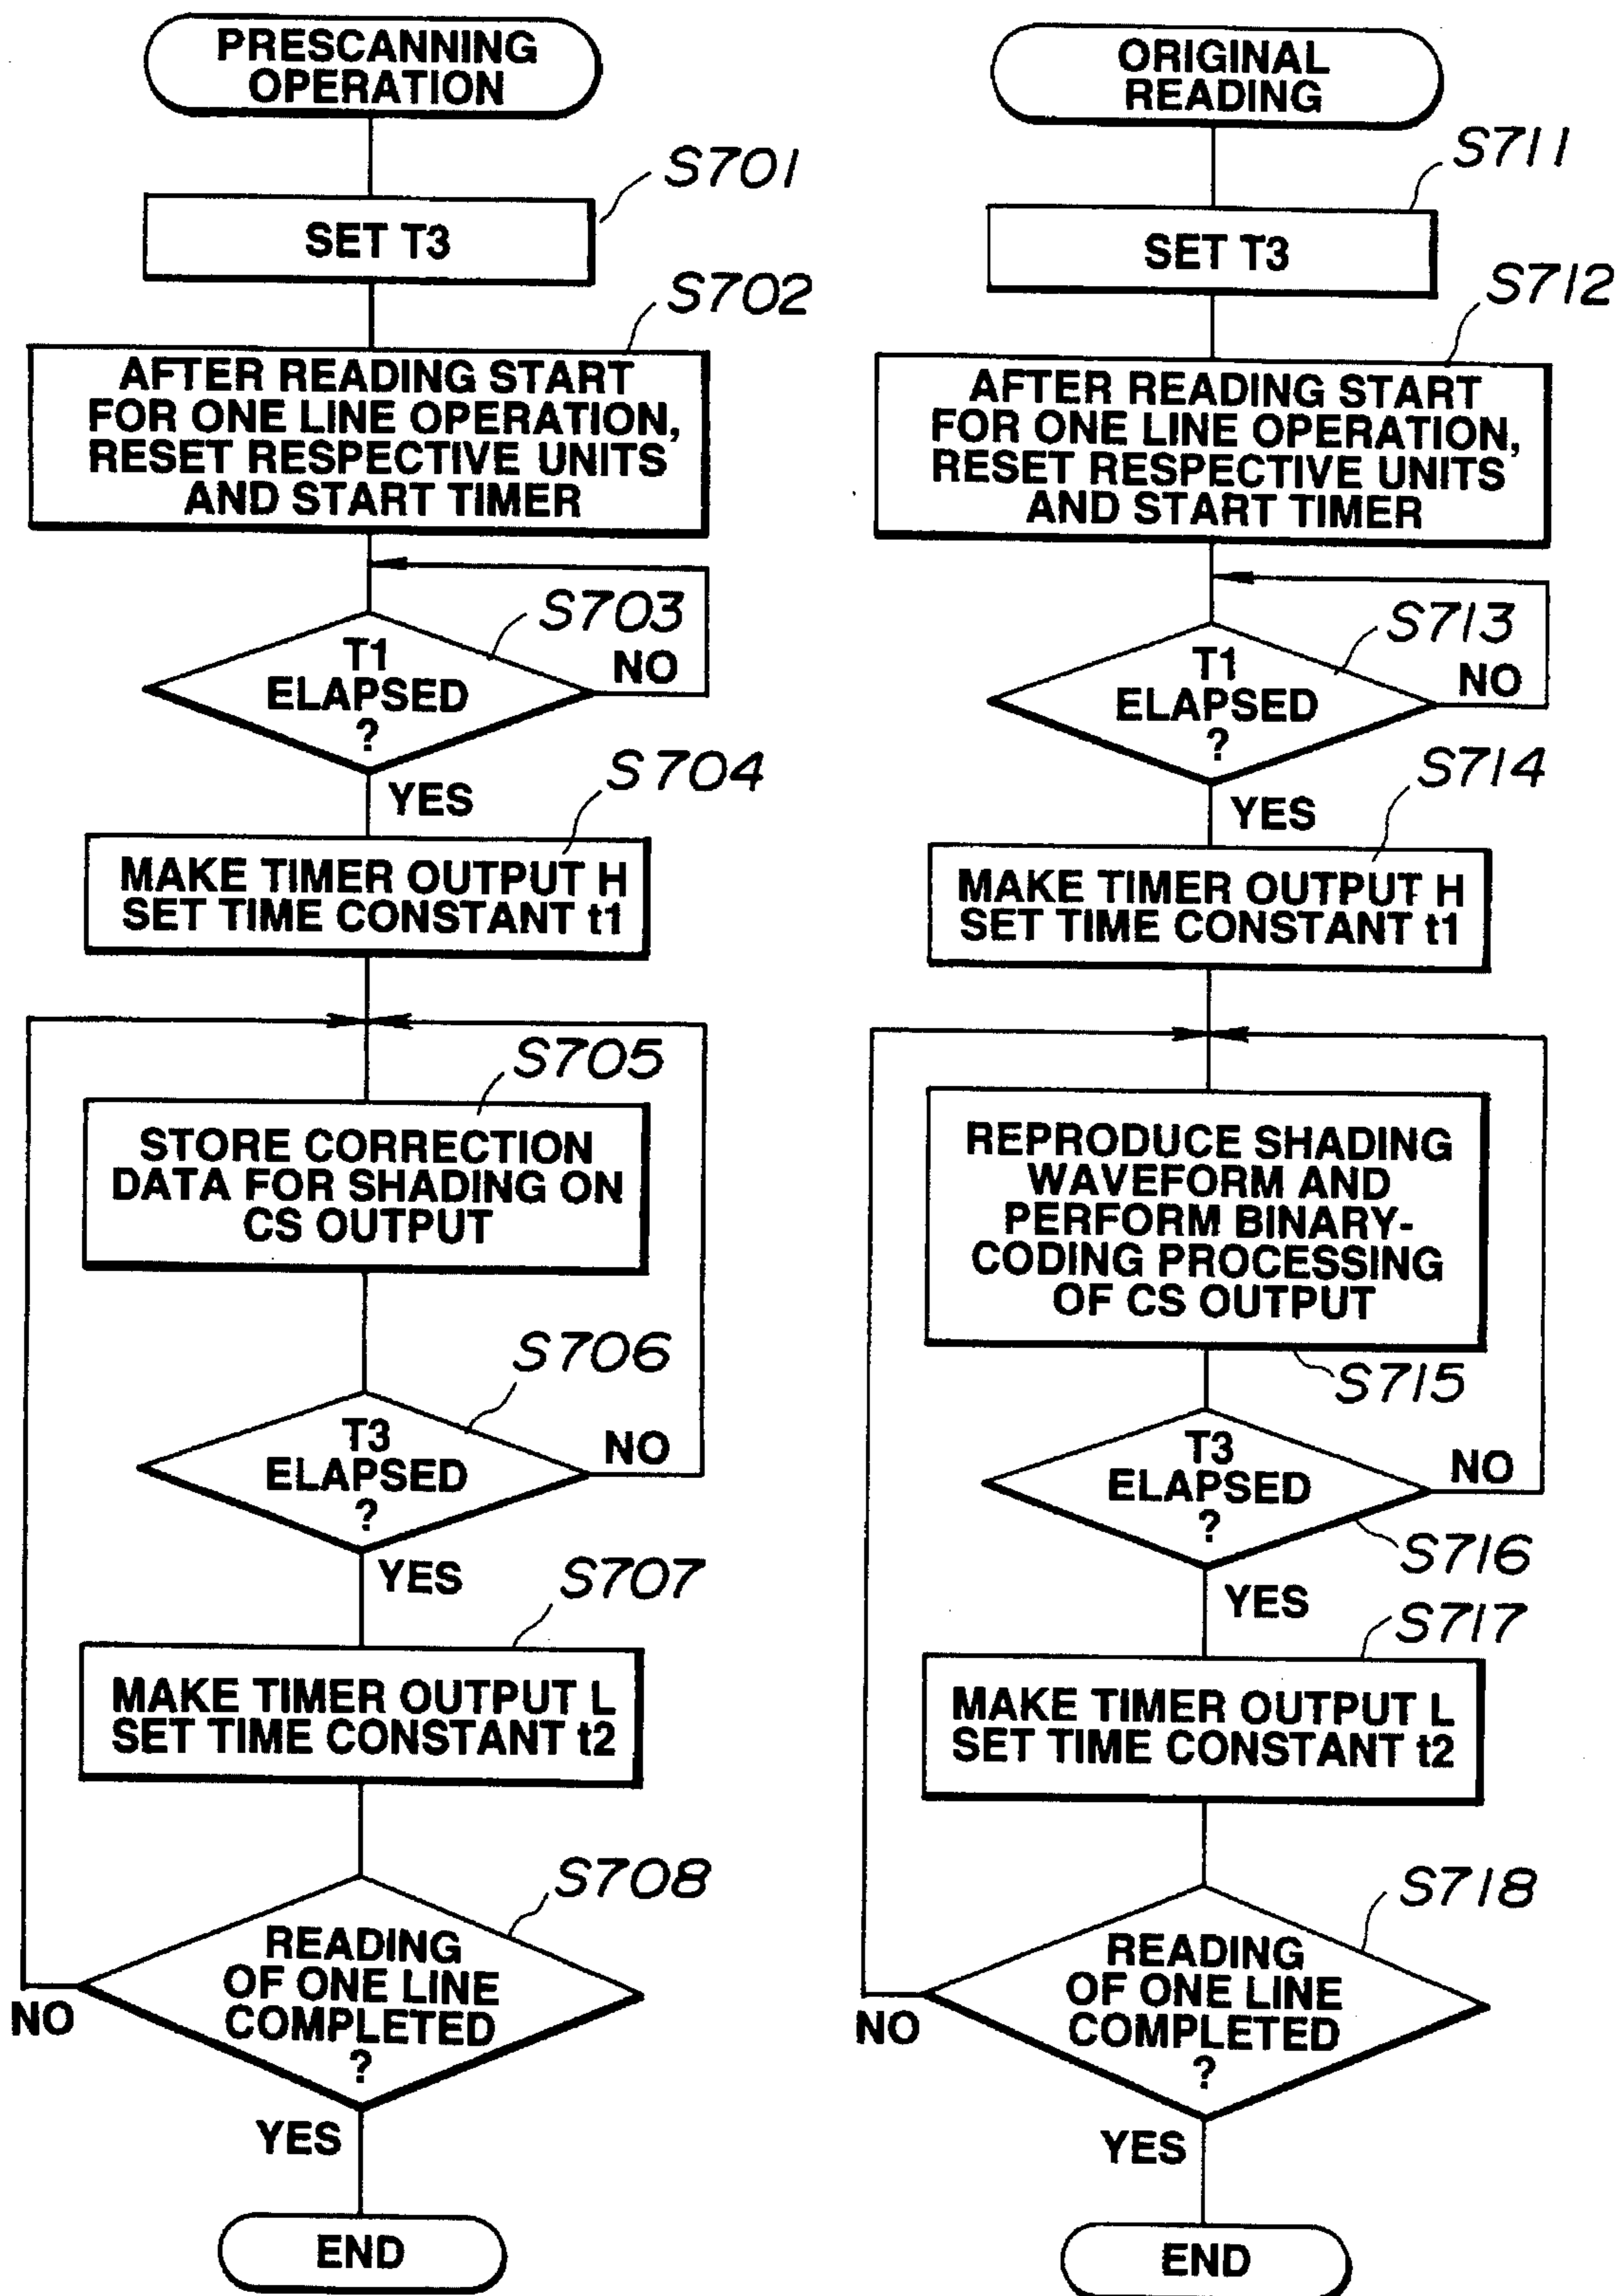 PRESCANNING
OPERATION
S701
SET T3
S702
AFTER READING START
FOR ONE LINE OPERATION,
RESET RESPECTIVE UNITS
AND START TIMER
S703
T1
ELAPSED
?
NO
YES
S704
MAKE TIMER OUTPUT H
SET TIME CONSTANT t1
S705
STORE CORRECTION
DATA FOR SHADING ON
CS OUTPUT
S706
T3
ELAPSED
?
NO
YES
S707
MAKE TIMER OUTPUT L
SET TIME CONSTANT t2
S708
READING
OF ONE LINE
COMPLETED
?
NO
YES
END
ORIGINAL
READING
S711
SET T3
S712
AFTER READING START
FOR ONE LINE OPERATION,
RESET RESPECTIVE UNITS
AND START TIMER
S713
T1
ELAPSED
?
NO
YES
S714
MAKE TIMER OUTPUT H
SET TIME CONSTANT t1
REPRODUCE SHADING
WAVEFORM AND
PERFORM BINARY-
CODING PROCESSING
OF CS OUTPUT
S715
T3
ELAPSED
?
NO
S716
YES
S717
MAKE TIMER OUTPUT L
SET TIME CONSTANT t2
S718
READING
OF ONE LINE
COMPLETED
?
NO
YES
END